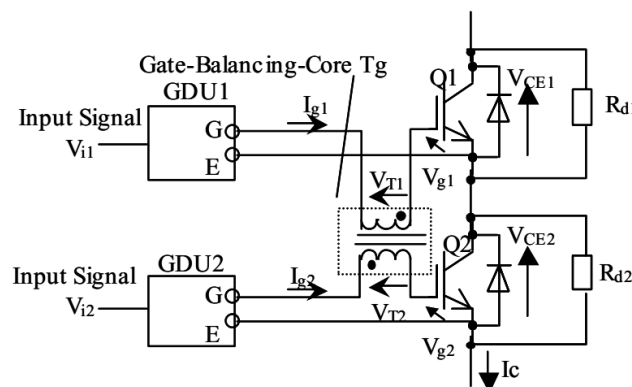 Gate-Balancing-Core Tg
GDU1
Input Signal
Vi1
G
E
Ig1
Q1
VCE1
Rd1
VT1
Vg1
GDU2
Input Signal
Vi2
G
E
Ig2
Q2
VCE2
Rd2
VT2
Vg2
Ic